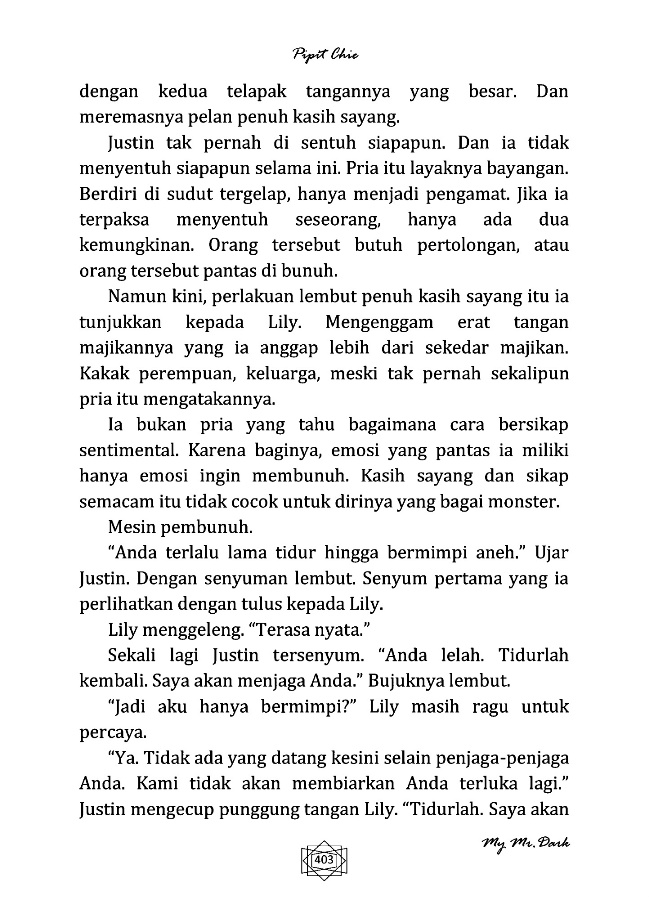 Pipit Chie
dengan kedua telapak tangannya yang besar. Dan
meremasnya pelan penuh kasih sayang.
Justin tak pernah di sentuh siapapun. Dan ia tidak
menyentuh siapapun selama ini. Pria itu layaknya bayangan.
Berdiri di sudut tergelap, hanya menjadi pengamat. Jika ia
terpaksa menyentuh seseorang, hanya ada dua
kemungkinan. Orang tersebut butuh pertolongan, atau
orang tersebut pantas di bunuh.
Namun kini, perlakuan lembut penuh kasih sayang itu ia
tunjukkan kepada Lily. Mengenggam erat tangan
majikannya yang ia anggap lebih dari sekedar majikan.
Kakak perempuan, keluarga, meski tak pernah sekalipun
pria itu mengatakannya.
Ia bukan pria yang tahu bagaimana cara bersikap
sentimental. Karena baginya, emosi yang pantas ia miliki
hanya emosi ingin membunuh. Kasih sayang dan sikap
semacam itu tidak cocok untuk dirinya yang bagai monster.
Mesin pembunuh.
“Anda terlalu lama tidur hingga bermimpi aneh.” Ujar
Justin. Dengan senyuman lembut. Senyum pertama yang ia
perlihatkan dengan tulus kepada Lily.
Lily menggeleng. “Terasa nyata.”
Sekali lagi Justin tersenyum. “Anda lelah. Tidurlah
kembali. Saya akan menjaga Anda.” Bujuknya lembut.
“Jadi aku hanya bermimpi?” Lily masih ragu untuk
percaya.
“Ya. Tidak ada yang datang kesini selain penjaga-penjaga
Anda. Kami tidak akan membiarkan Anda terluka lagi.”
Justin mengecup punggung tangan Lily. “Tidurlah. Saya akan
My Mr. Dark
403